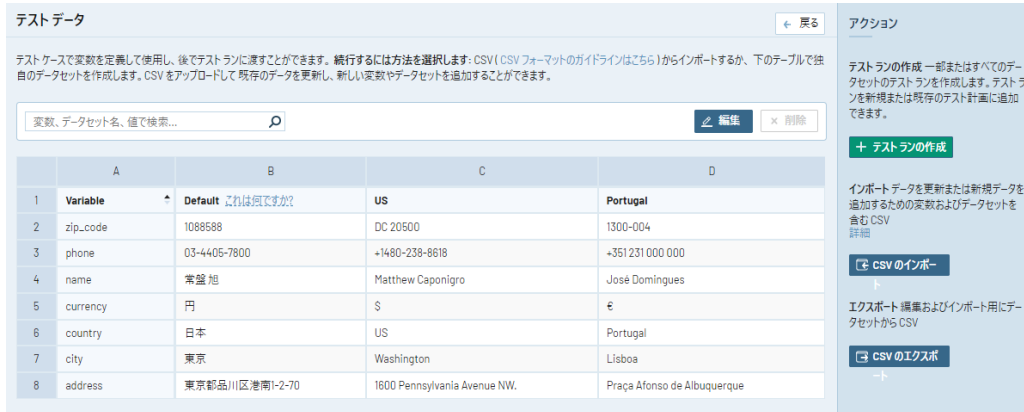 テスト データ
← 戻る
テスト ケースで変数を定義して使用し、後でテスト ランに渡すことができます。続行するには方法を選択します: CSV ( CSV フォーマットのガイドラインはこちら ) からインポートするか、下のテーブルで独
自のデータセットを作成します。CSV をアップロードして 既存のデータを更新し、新しい変数やデータセットを追加することができます。
変数、データセット名、値で検索...
編集
× 削除
A B C D
1 Variable Default これは何ですか? US Portugal
2 zip_code 1088588 DC 20500 1300-004
3 phone 03-4405-7800 +1480-238-8618 +351 231 000 000
4 name 常盤 旭 Matthew Caponigro José Domingues
5 currency 円 $ €
6 country 日本 US Portugal
7 city 東京 Washington Lisboa
8 address 東京都品川区港南1-2-70 1600 Pennsylvania Avenue NW. Praça Afonso de Albuquerque
アクション
テスト ランの作成 一部またはすべてのデー
タセットのテスト ランを作成します。テスト ラ
ンを新規または既存のテスト計画に追加
できます。
+ テスト ランの作成
インポート データを更新または新規データを
追加するための変数およびデータセットを
含む CSV
詳細
CSV のインポー
ト
エクスポート 編集およびインポート用にデー
タセットから CSV
CSV のエクスポ
ート